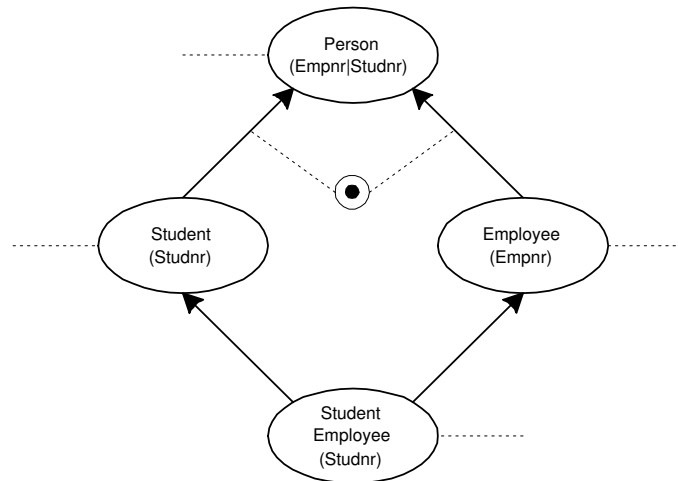 Person
(Empnr|Studnr)
Student
(Studnr)
Employee
(Empnr)
Student
Employee
(Studnr)